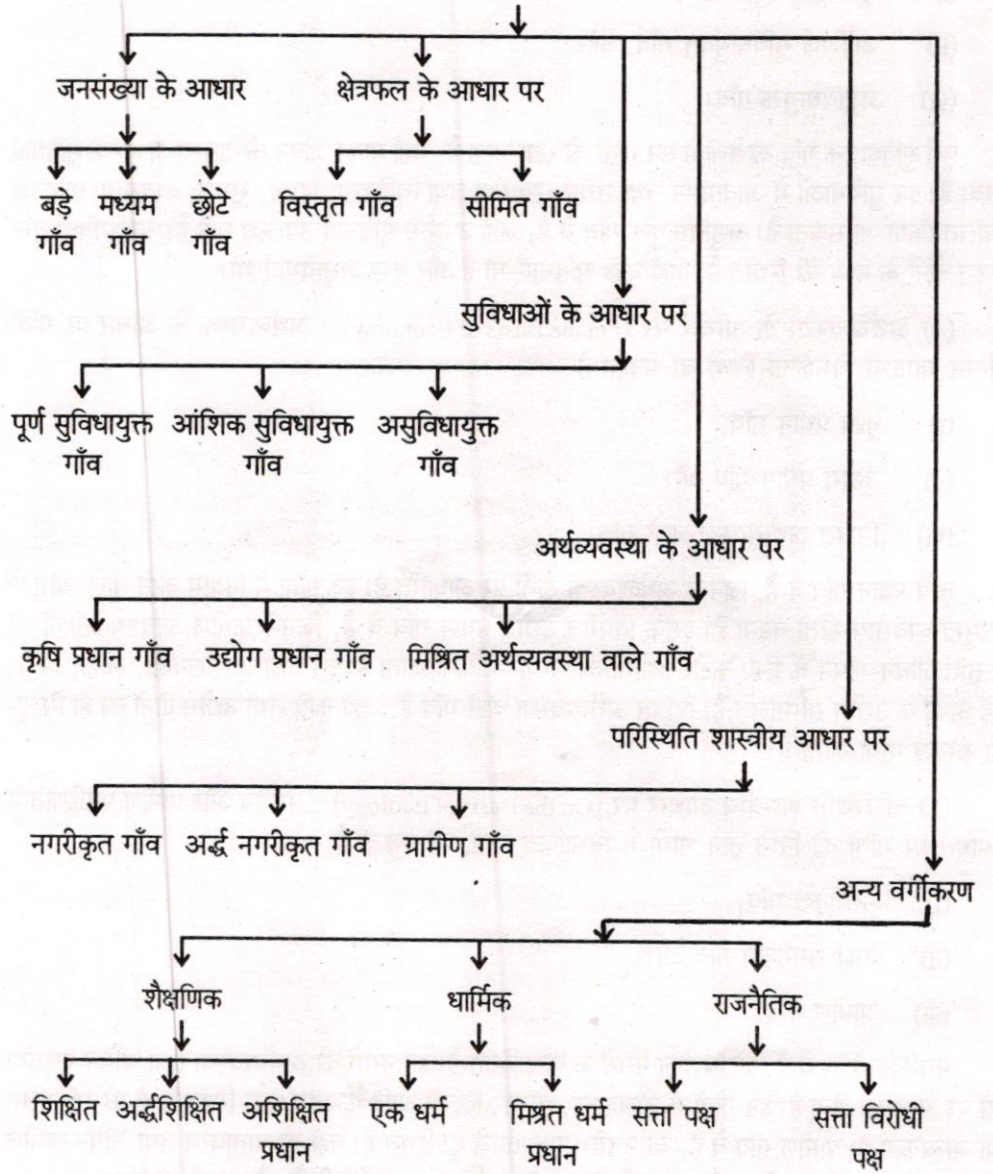 जनसंख्या के आधार क्षेत्रफल के आधार पर
बड़े मध्यम छोटे विस्तृत गाँव सीमित गाँव
गाँव गाँव गाँव
सुविधाओं के आधार पर
पूर्ण सुविधायुक्त आंशिक सुविधायुक्त असुविधायुक्त
गाँव गाँव गाँव
अर्थव्यवस्था के आधार पर
कृषि प्रधान गाँव उद्योग प्रधान गाँव मिश्रित अर्थव्यवस्था वाले गाँव
परिस्थिति शास्त्रीय आधार पर
नगरीकृत गाँव अर्द्ध नगरीकृत गाँव ग्रामीण गाँव
अन्य वर्गीकरण
शैक्षणिक धार्मिक राजनैतिक
शिक्षित अर्द्धशिक्षित अशिक्षित एक धर्म मिश्रत धर्म सत्ता पक्ष सत्ता विरोधी
प्रधान प्रधान पक्ष